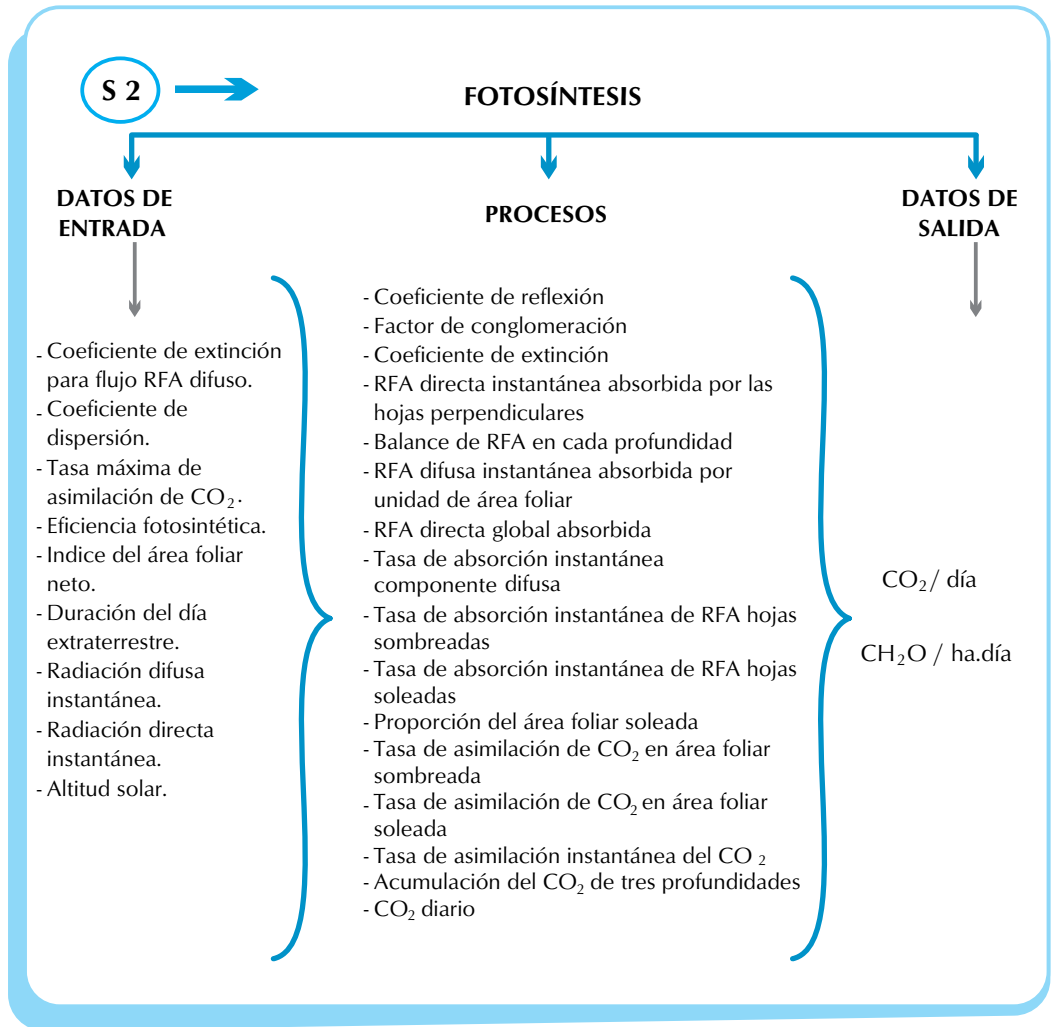 S 2
FOTOSÍNTESIS
DATOS DE
ENTRADA
- Coeficiente de extinción
para flujo RFA difuso.
- Coeficiente de
dispersión.
- Tasa máxima de
asimilación de CO₂.
- Eficiencia fotosintética.
- Indice del área foliar
neto.
- Duración del día
extraterrestre.
- Radiación difusa
instantánea.
- Radiación directa
instantánea.
- Altitud solar.
PROCESOS
- Coeficiente de reflexión
- Factor de conglomeración
- Coeficiente de extinción
- RFA directa instantánea absorbida por las
hojas perpendiculares
- Balance de RFA en cada profundidad
- RFA difusa instantánea absorbida por
unidad de área foliar
- RFA directa global absorbida
- Tasa de absorción instantánea
componente difusa
- Tasa de absorción instantánea de RFA hojas
sombreadas
- Tasa de absorción instantánea de RFA hojas
soleadas
- Proporción del área foliar soleada
- Tasa de asimilación de CO₂ en área foliar
sombreada
- Tasa de asimilación de CO₂ en área foliar
soleada
- Tasa de asimilación instantánea del CO₂
- Acumulación del CO₂ de tres profundidades
- CO₂ diario
DATOS DE
SALIDA
CO₂/ día
CH₂O / ha.día